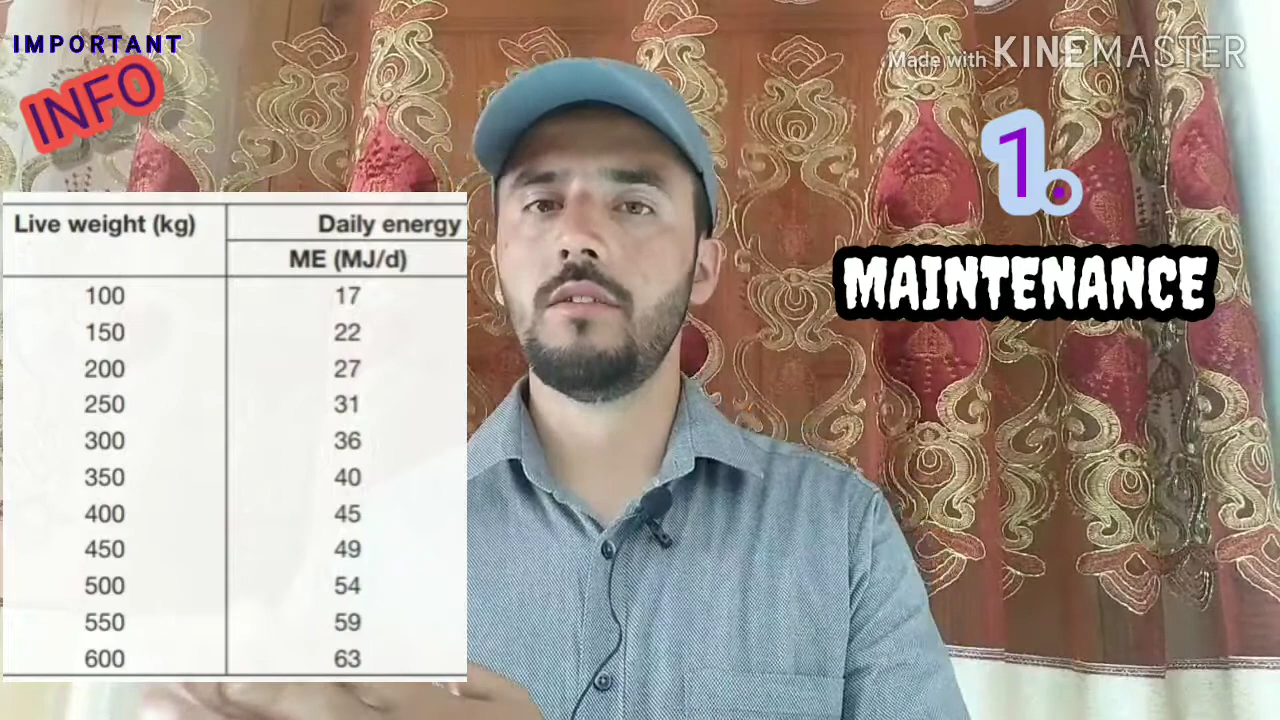 IMPORTANT
INFO
Made with KINEMASTER
1.
MAINTENANCE
Live weight (kg) Daily energy
ME (MJ/d)
100 17
150 22
200 27
250 31
300 36
350 40
400 45
450 49
500 54
550 59
600 63